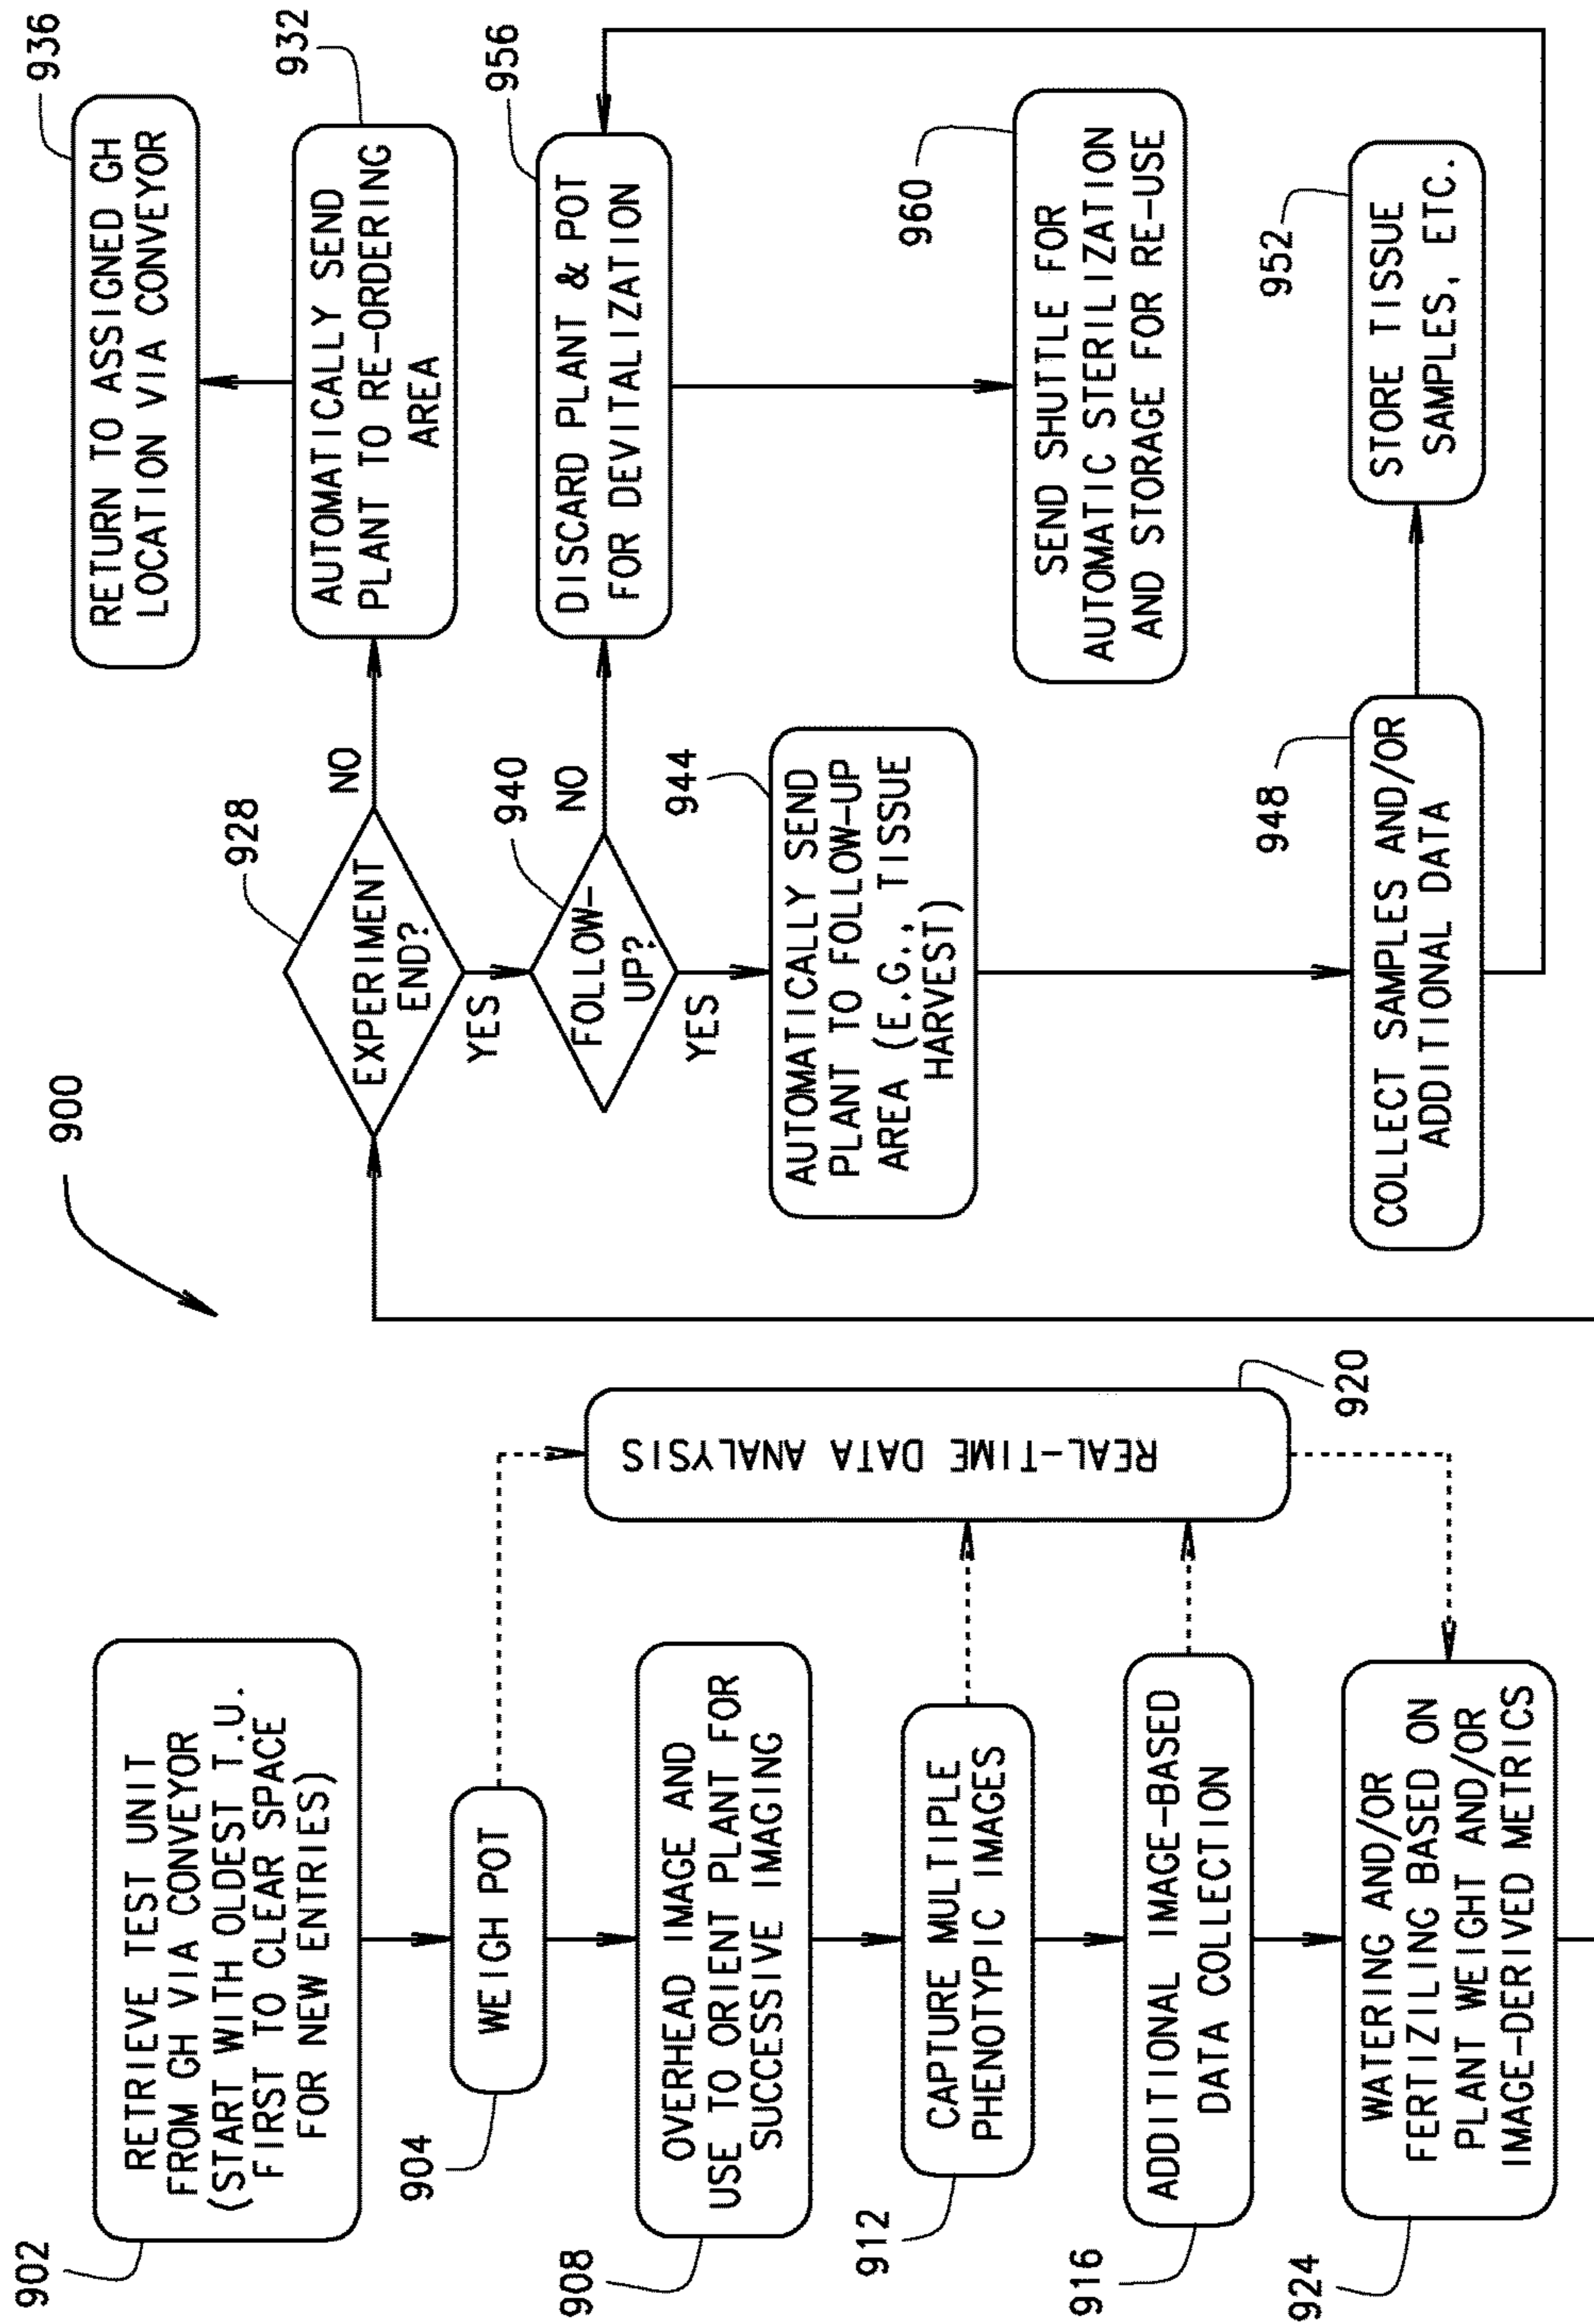 900
902
RETRIEVE TEST UNIT
FROM GH VIA CONVEYOR
(START WITH OLDEST T.U.
FIRST TO CLEAR SPACE
FOR NEW ENTRIES)
904
WEIGH POT
908
OVERHEAD IMAGE AND
USE TO ORIENT PLANT FOR
SUCCESSIVE IMAGING
912
CAPTURE MULTIPLE
PHENOTYPIC IMAGES
916
ADDITIONAL IMAGE-BASED
DATA COLLECTION
920
REAL-TIME DATA ANALYSIS
924
WATERING AND/OR
FERTIZILING BASED ON
PLANT WEIGHT AND/OR
IMAGE-DERIVED METRICS
928
EXPERIMENT
END?
NO
YES
932
AUTOMATICALLY SEND
PLANT TO RE-ORDERING
AREA
936
RETURN TO ASSIGNED GH
LOCATION VIA CONVEYOR
940
FOLLOW-
UP?
NO
YES
944
AUTOMATICALLY SEND
PLANT TO FOLLOW-UP
AREA (E.G., TISSUE
HARVEST)
948
COLLECT SAMPLES AND/OR
ADDITIONAL DATA
952
STORE TISSUE
SAMPLES, ETC.
956
DISCARD PLANT & POT
FOR DEVITALIZATION
960
SEND SHUTTLE FOR
AUTOMATIC STERILIZATION
AND STORAGE FOR RE-USE